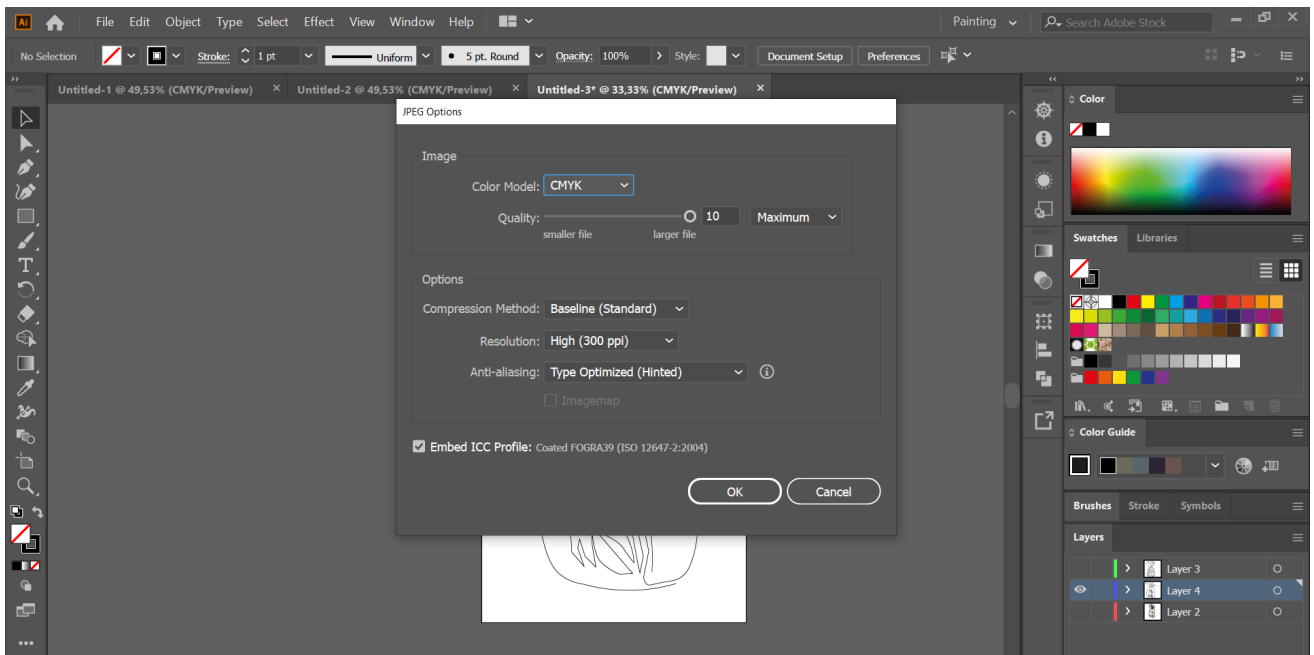 Ai File Edit Object Type Select Effect View Window Help Painting Search Adobe Stock
No Selection Stroke: 1 pt Uniform 5 pt. Round Opacity: 100% Style: Document Setup Preferences
Untitled-1 @ 49,53% (CMYK/Preview) × Untitled-2 @ 49,53% (CMYK/Preview) × Untitled-3* @ 33,33% (CMYK/Preview) ×
JPEG Options
Image
Color Model: CMYK
Quality: 10 Maximum
smaller file larger file
Options
Compression Method: Baseline (Standard)
Resolution: High (300 ppi)
Anti-aliasing: Type Optimized (Hinted)
Imagemap
Embed ICC Profile: Coated FOGRA39 (ISO 12647-2:2004)
OK Cancel
Color
Swatches Libraries
Color Guide
Brushes Stroke Symbols
Layers
Layer 3
Layer 4
Layer 2